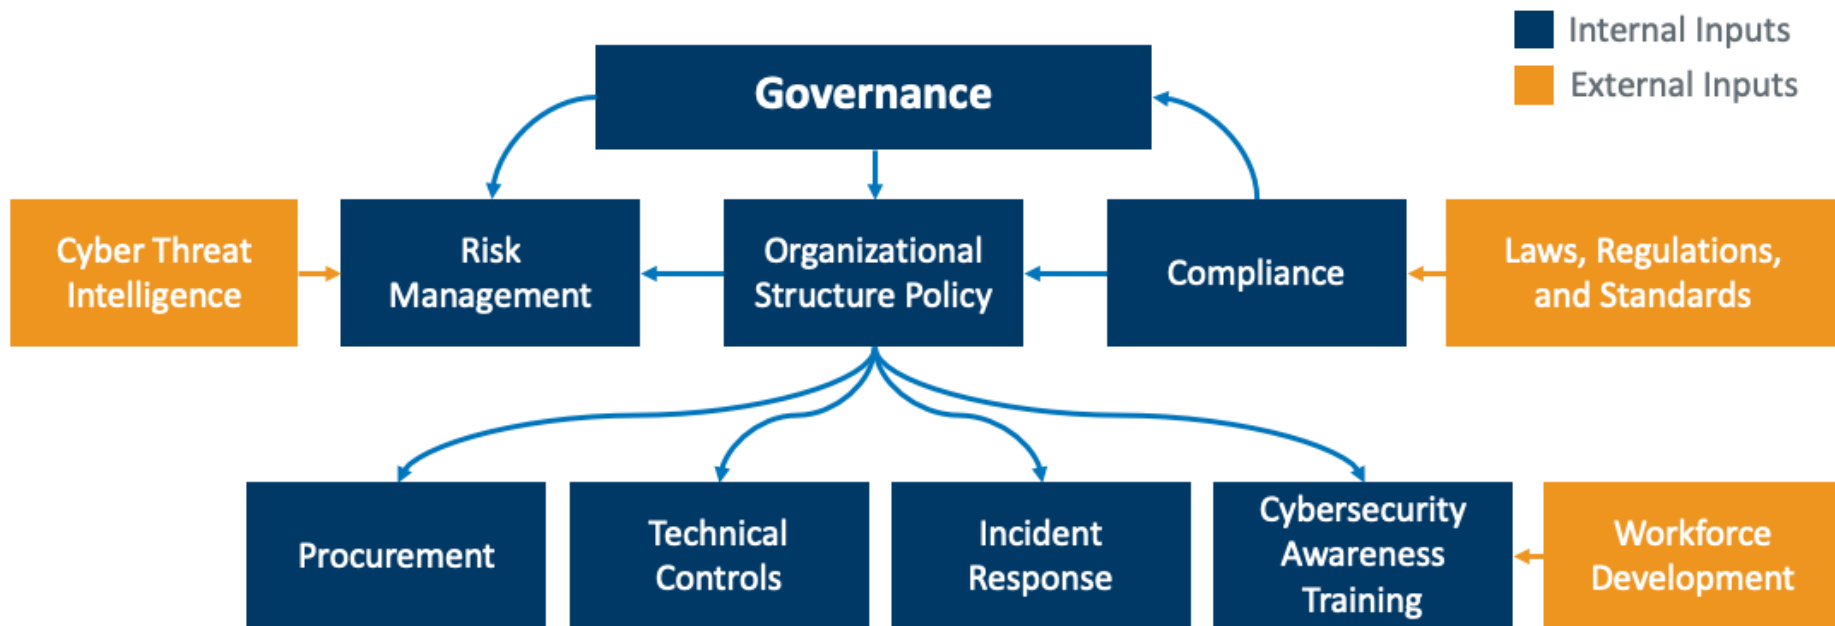 Internal Inputs
External Inputs
Governance
Cyber Threat
Intelligence
Risk
Management
Organizational
Structure Policy
Compliance
Laws, Regulations,
and Standards
Procurement
Technical
Controls
Incident
Response
Cybersecurity
Awareness
Training
Workforce
Development